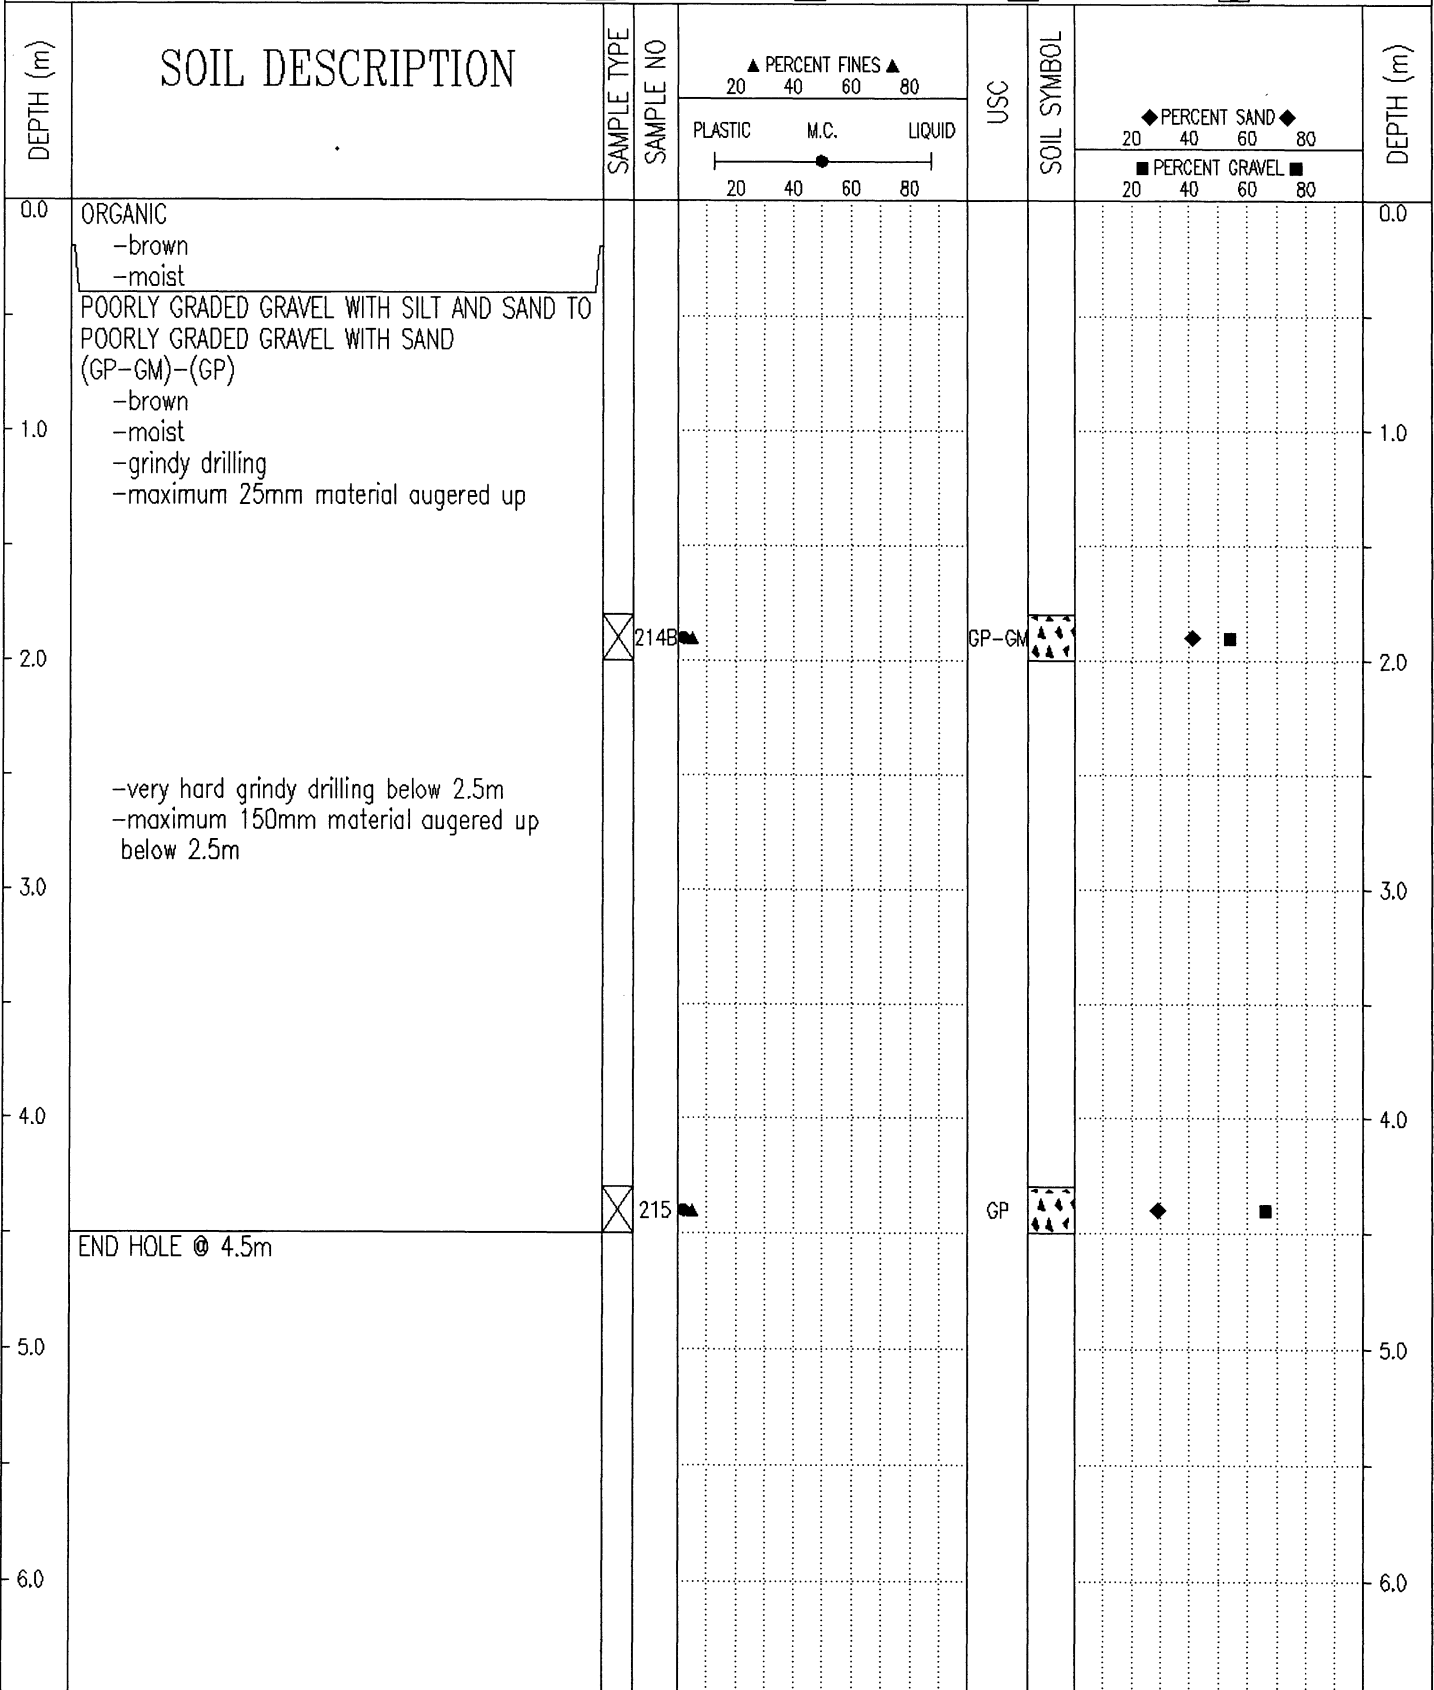 DEPTH (m)
SOIL DESCRIPTION
SAMPLE TYPE
SAMPLE NO
▲ PERCENT FINES ▲
20 40 60 80
PLASTIC M.C. LIQUID
20 40 60 80
USC
SOIL SYMBOL
◆ PERCENT SAND ◆
20 40 60 80
■ PERCENT GRAVEL ■
20 40 60 80
DEPTH (m)
0.0 ORGANIC 0.0
-brown
-moist
POORLY GRADED GRAVEL WITH SILT AND SAND TO
POORLY GRADED GRAVEL WITH SAND
(GP-GM)-(GP)
-brown
1.0 -moist 1.0
-grindy drilling
-maximum 25mm material augered up
214B GP-GM
2.0 2.0
-very hard grindy drilling below 2.5m
-maximum 150mm material augered up
below 2.5m
3.0 3.0
4.0 4.0
215 GP
END HOLE @ 4.5m
5.0 5.0
6.0 6.0